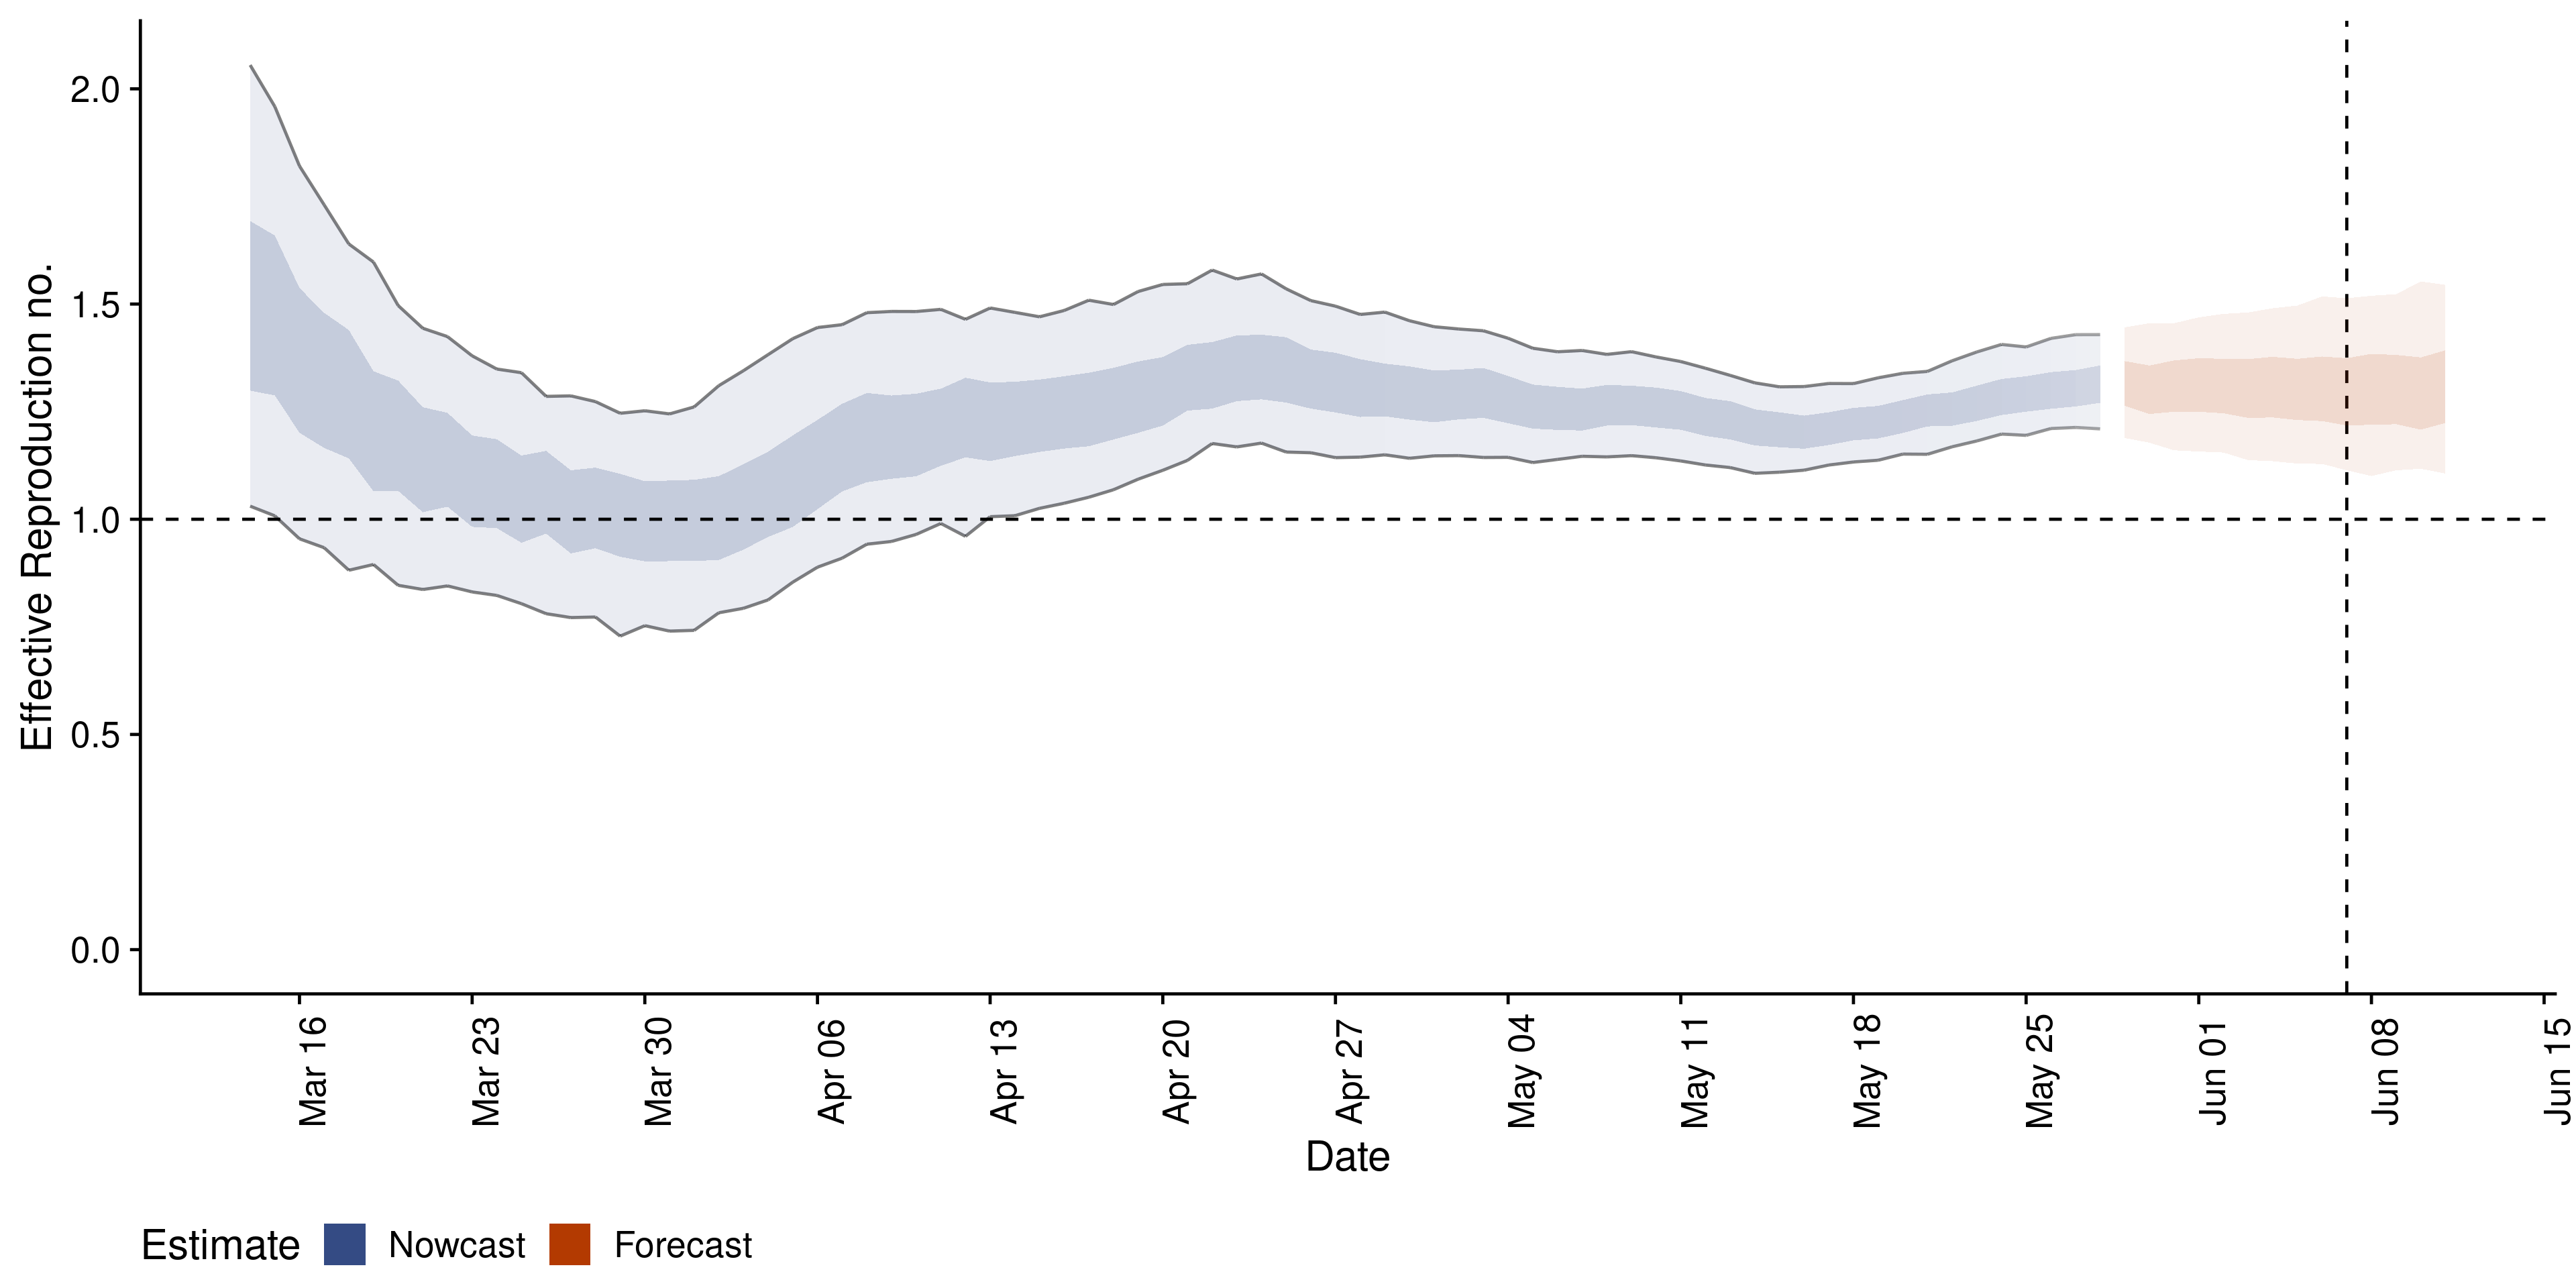 Effective Reproduction no.
2.0
1.5
1.0
0.5
0.0
Mar 16
Mar 23
Mar 30
Apr 06
Apr 13
Apr 20
Apr 27
May 04
May 11
May 18
May 25
Jun 01
Jun 08
Jun 15
Date
Estimate Nowcast Forecast